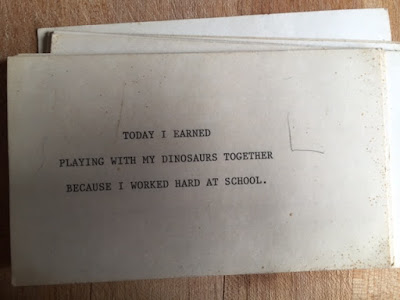 TODAY I EARNED
PLAYING WITH MY DINOSAURS TOGETHER
BECAUSE I WORKED HARD AT SCHOOL.